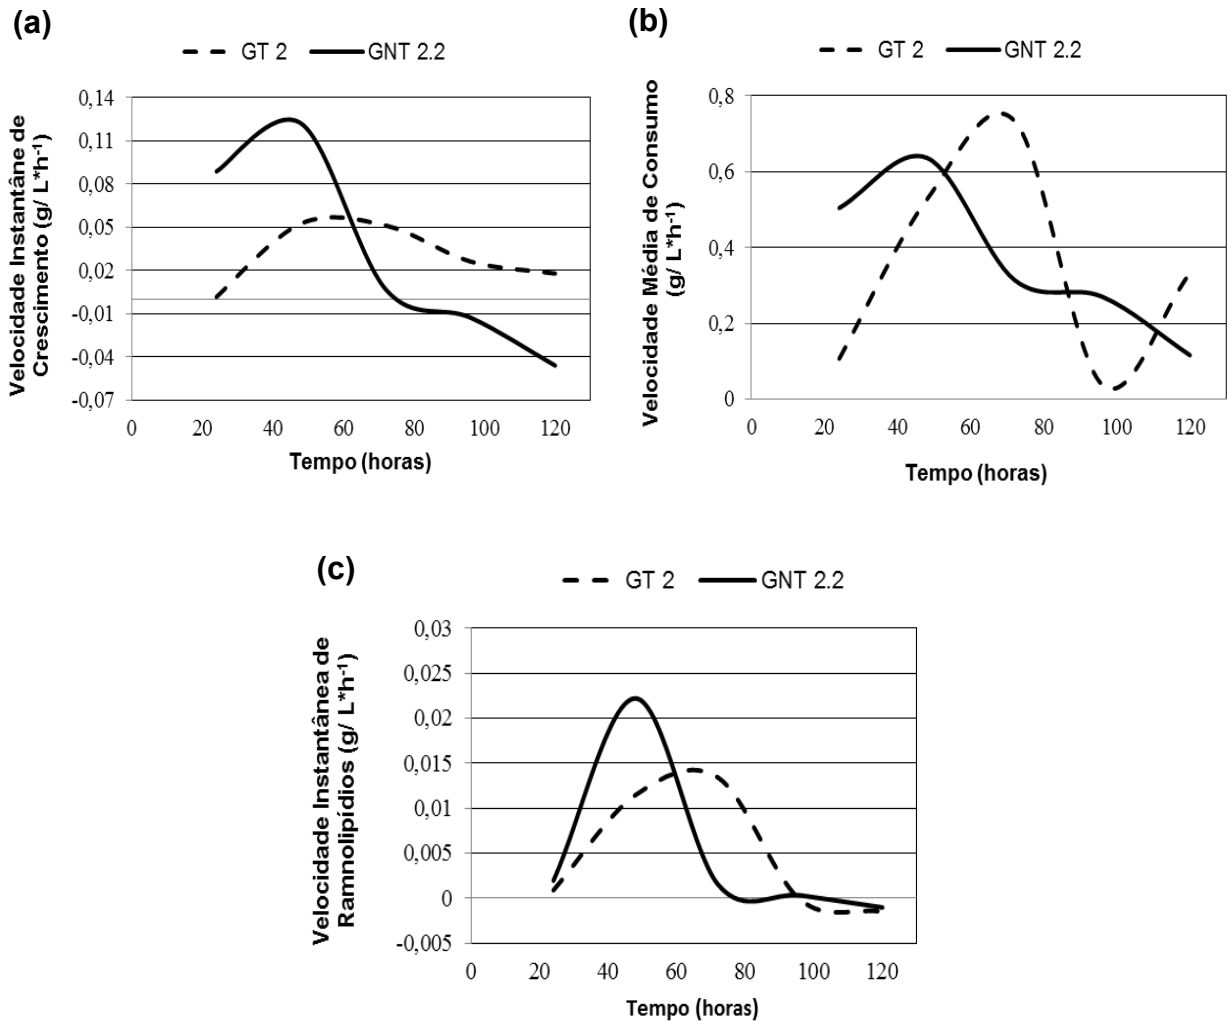 (a)
GT 2 GNT 2.2
Velocidade Instantâne de
Crescimento (g/ L*h-1)
0,14
0,11
0,08
0,05
0,02
-0,01
-0,04
-0,07
0 20 40 60 80 100 120
Tempo (horas)
(b)
GT 2 GNT 2.2
Velocidade Média de Consumo
(g/ L*h-1)
0,8
0,6
0,4
0,2
0
0 20 40 60 80 100 120
Tempo (horas)
(c)
GT 2 GNT 2.2
Velocidade Instantânea de
Ramnolipídios (g/ L*h-1)
0,03
0,025
0,02
0,015
0,01
0,005
0
-0,005
0 20 40 60 80 100 120
Tempo (horas)